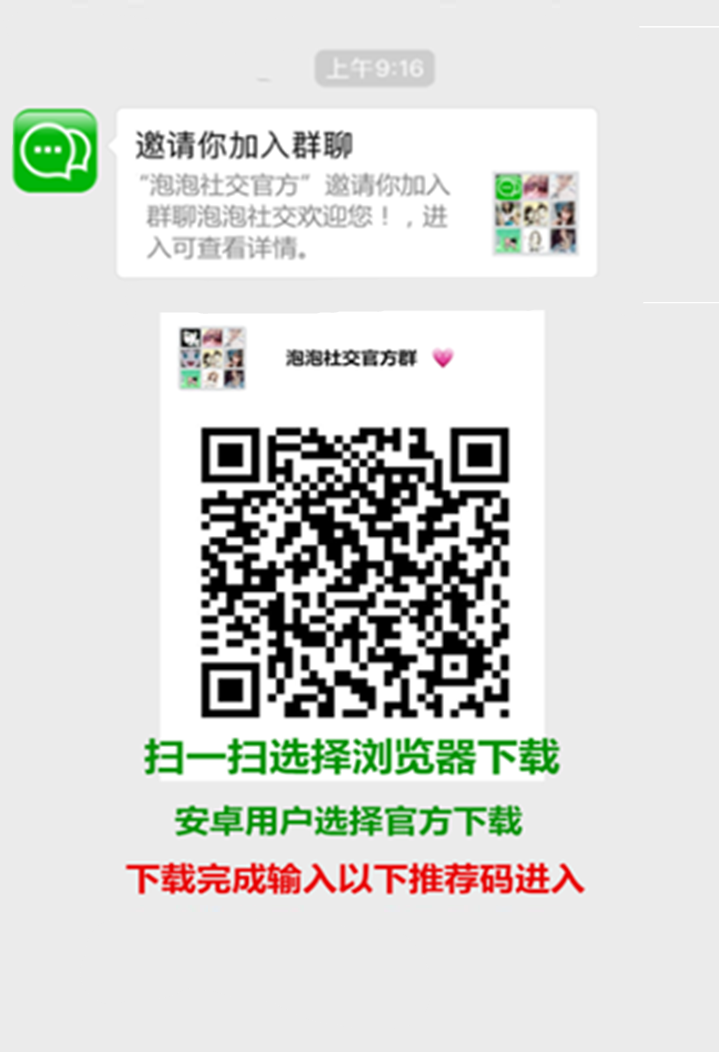 上午9:16
邀请你加入群聊
“泡泡社交官方”邀请你加入
群聊泡泡社交欢迎您！，进
入可查看详情。
泡泡社交官方群
扫一扫选择浏览器下载
安卓用户选择官方下载
下载完成输入以下推荐码进入